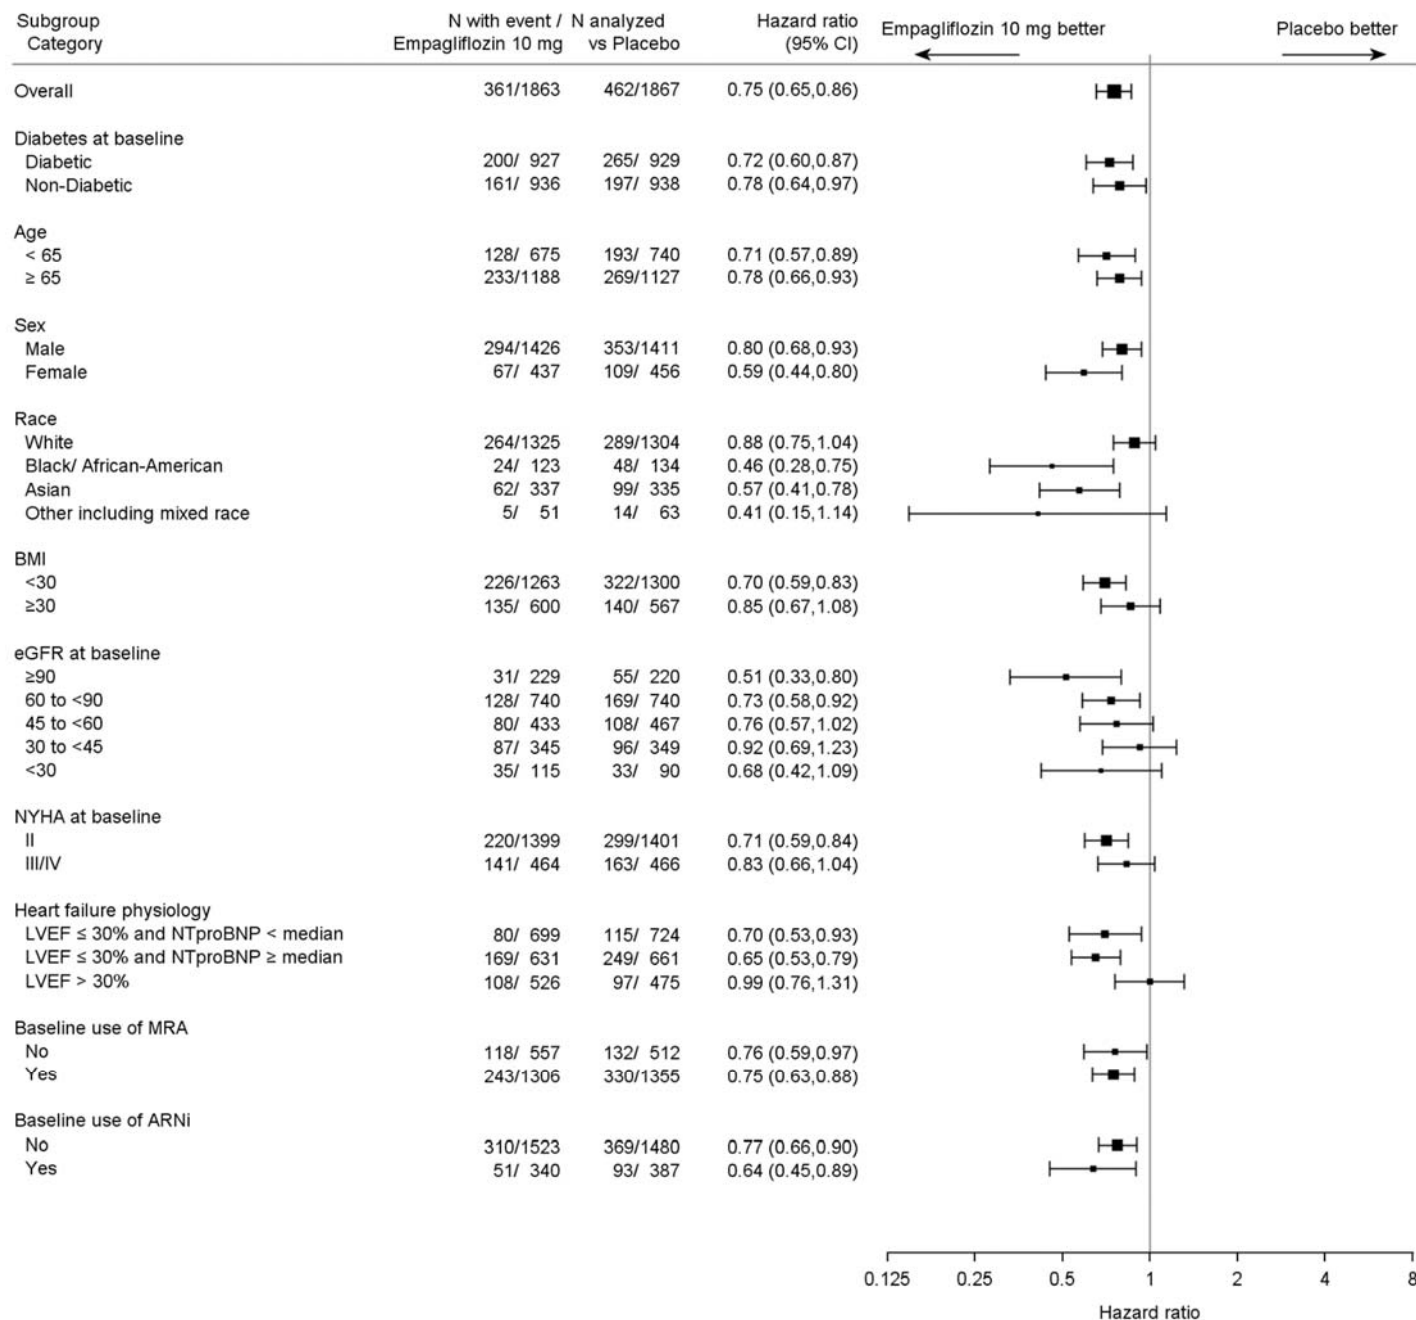 Subgroup N with event / N analyzed Hazard ratio
Category Empagliflozin 10 mg vs Placebo (95% CI) Empagliflozin 10 mg better Placebo better
Overall 361/1863 462/1867 0.75 (0.65,0.86)
Diabetes at baseline
Diabetic 200/ 927 265/ 929 0.72 (0.60,0.87)
Non-Diabetic 161/ 936 197/ 938 0.78 (0.64,0.97)
Age
< 65 128/ 675 193/ 740 0.71 (0.57,0.89)
≥ 65 233/1188 269/1127 0.78 (0.66,0.93)
Sex
Male 294/1426 353/1411 0.80 (0.68,0.93)
Female 67/ 437 109/ 456 0.59 (0.44,0.80)
Race
White 264/1325 289/1304 0.88 (0.75,1.04)
Black/ African-American 24/ 123 48/ 134 0.46 (0.28,0.75)
Asian 62/ 337 99/ 335 0.57 (0.41,0.78)
Other including mixed race 5/ 51 14/ 63 0.41 (0.15,1.14)
BMI
<30 226/1263 322/1300 0.70 (0.59,0.83)
≥30 135/ 600 140/ 567 0.85 (0.67,1.08)
eGFR at baseline
≥90 31/ 229 55/ 220 0.51 (0.33,0.80)
60 to <90 128/ 740 169/ 740 0.73 (0.58,0.92)
45 to <60 80/ 433 108/ 467 0.76 (0.57,1.02)
30 to <45 87/ 345 96/ 349 0.92 (0.69,1.23)
<30 35/ 115 33/ 90 0.68 (0.42,1.09)
NYHA at baseline
II 220/1399 299/1401 0.71 (0.59,0.84)
III/IV 141/ 464 163/ 466 0.83 (0.66,1.04)
Heart failure physiology
LVEF ≤ 30% and NTproBNP < median 80/ 699 115/ 724 0.70 (0.53,0.93)
LVEF ≤ 30% and NTproBNP ≥ median 169/ 631 249/ 661 0.65 (0.53,0.79)
LVEF > 30% 108/ 526 97/ 475 0.99 (0.76,1.31)
Baseline use of MRA
No 118/ 557 132/ 512 0.76 (0.59,0.97)
Yes 243/1306 330/1355 0.75 (0.63,0.88)
Baseline use of ARNi
No 310/1523 369/1480 0.77 (0.66,0.90)
Yes 51/ 340 93/ 387 0.64 (0.45,0.89)
0.125 0.25 0.5 1 2 4 8
Hazard ratio